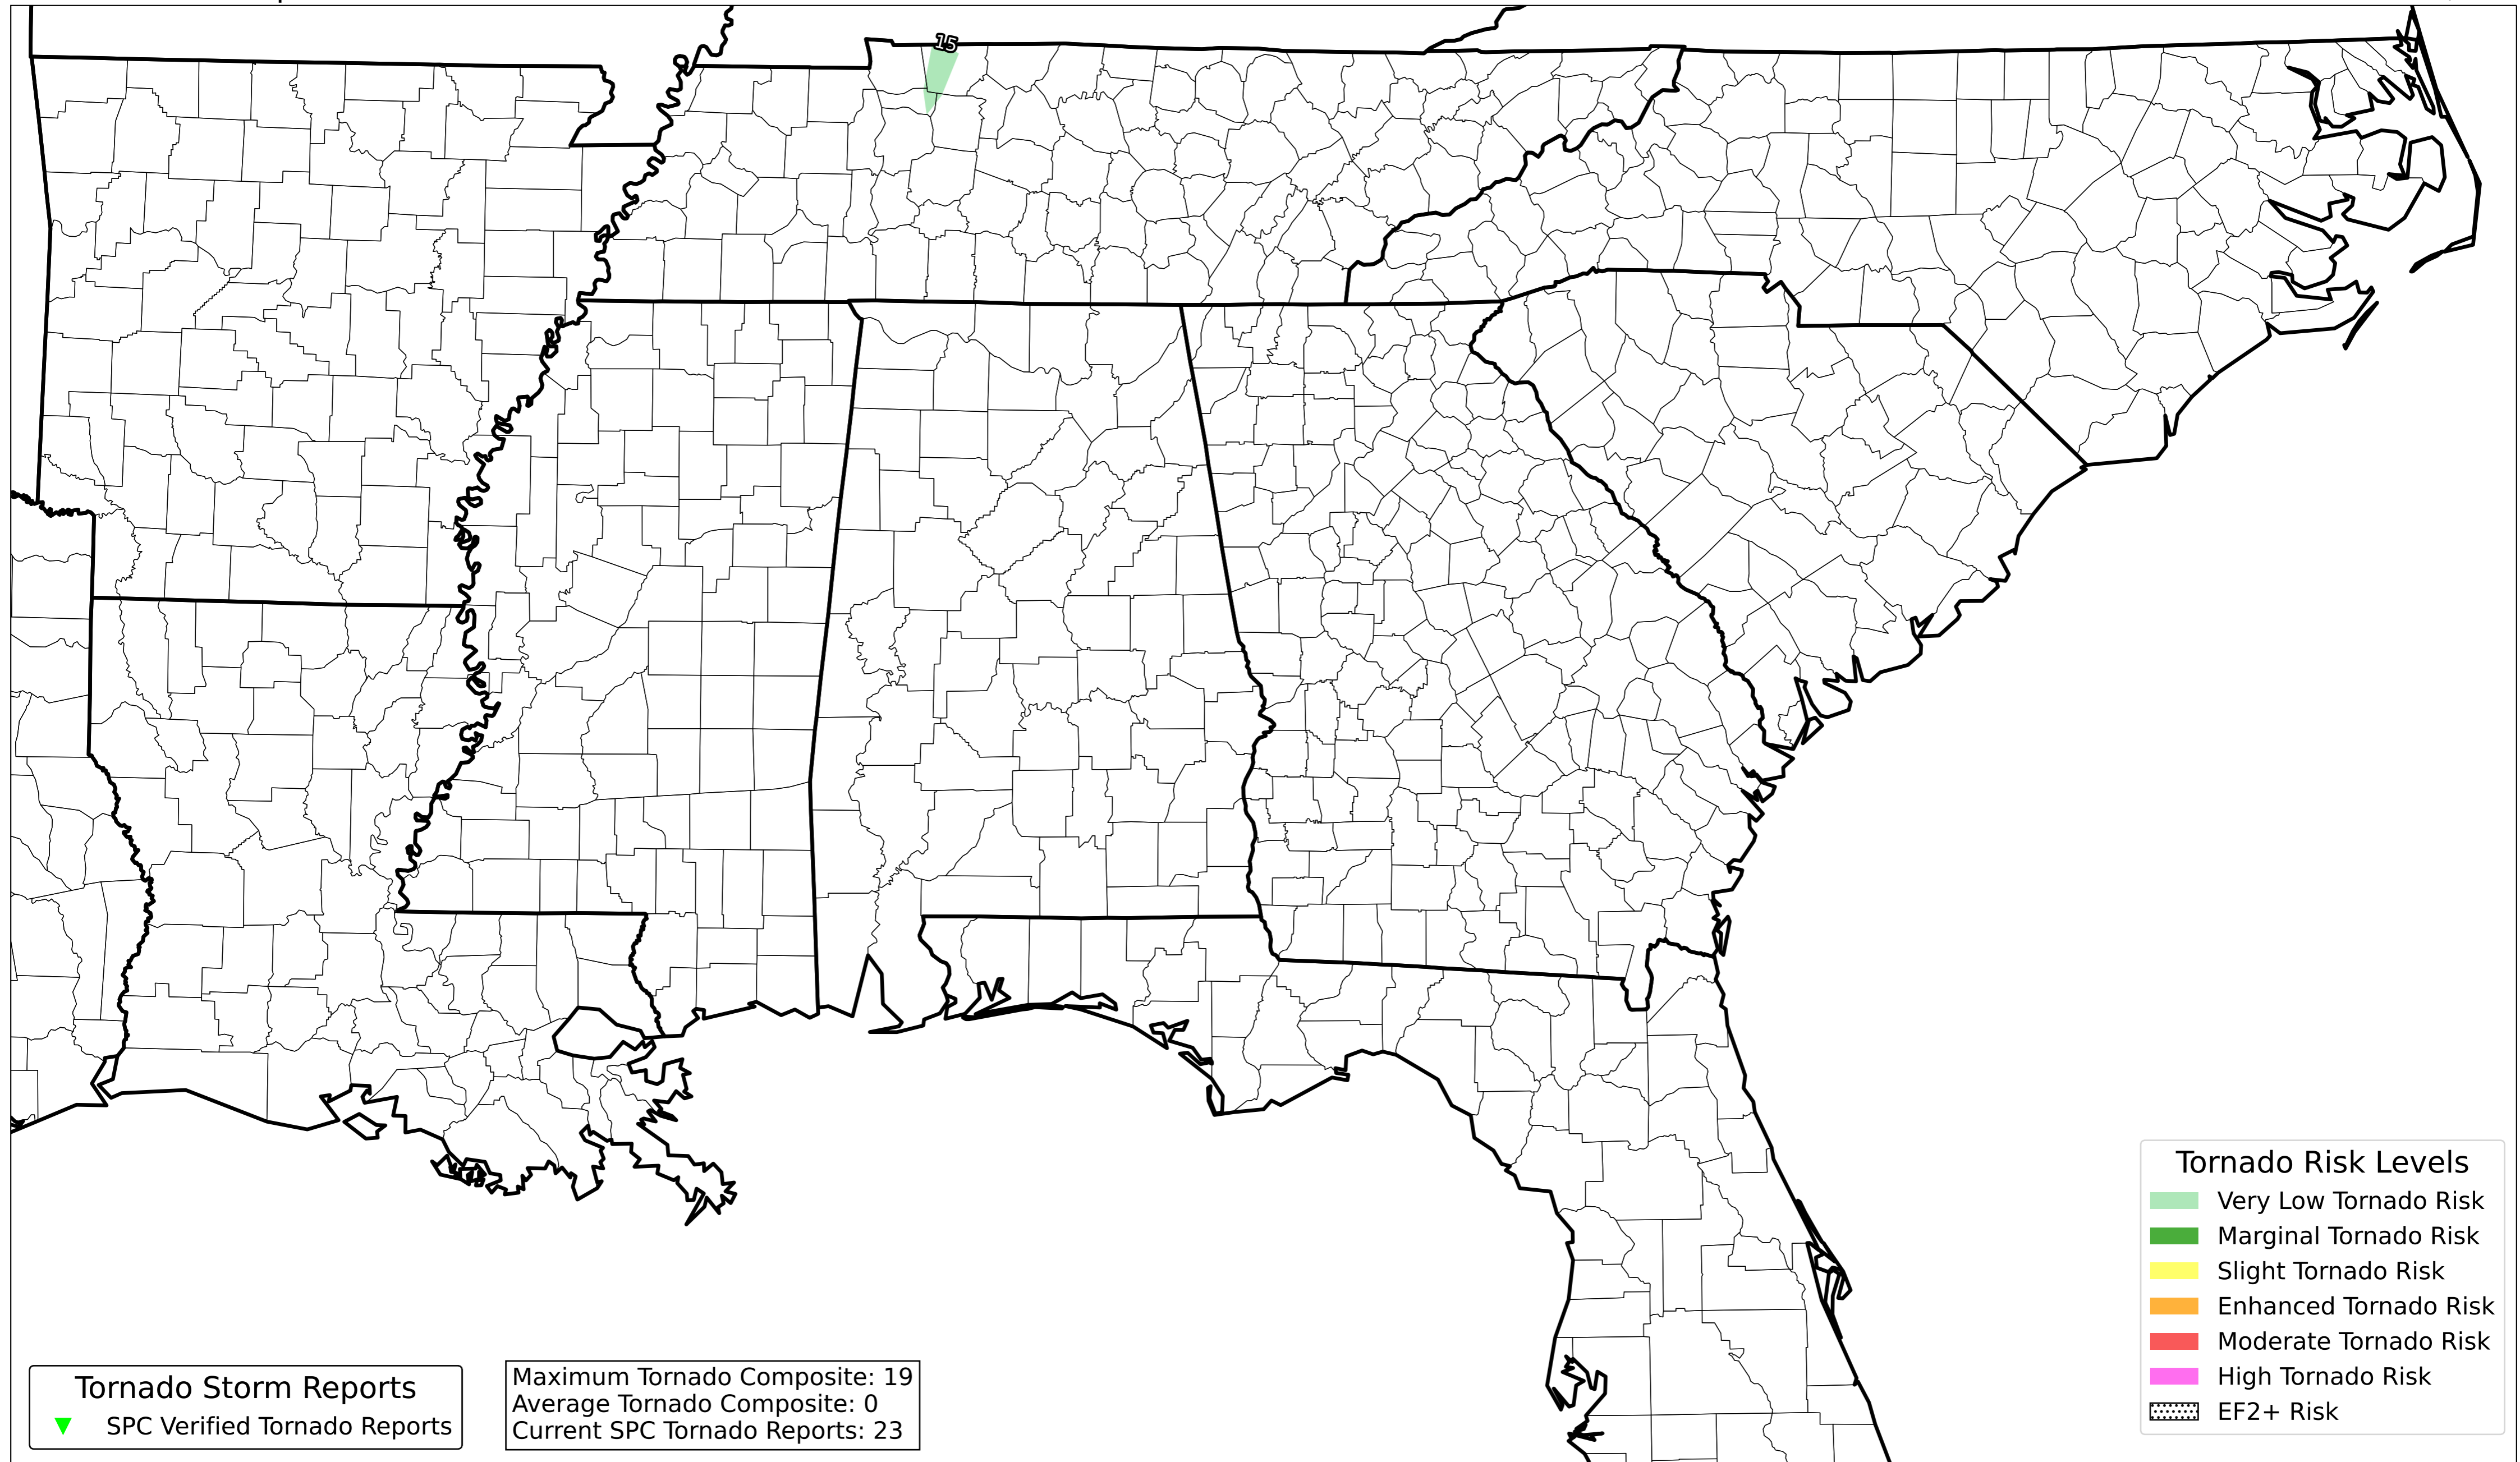 15
Tornado Risk Levels
Very Low Tornado Risk
Marginal Tornado Risk
Slight Tornado Risk
Enhanced Tornado Risk
Moderate Tornado Risk
High Tornado Risk
EF2+ Risk
Tornado Storm Reports
SPC Verified Tornado Reports
Maximum Tornado Composite: 19
Average Tornado Composite: 0
Current SPC Tornado Reports: 23